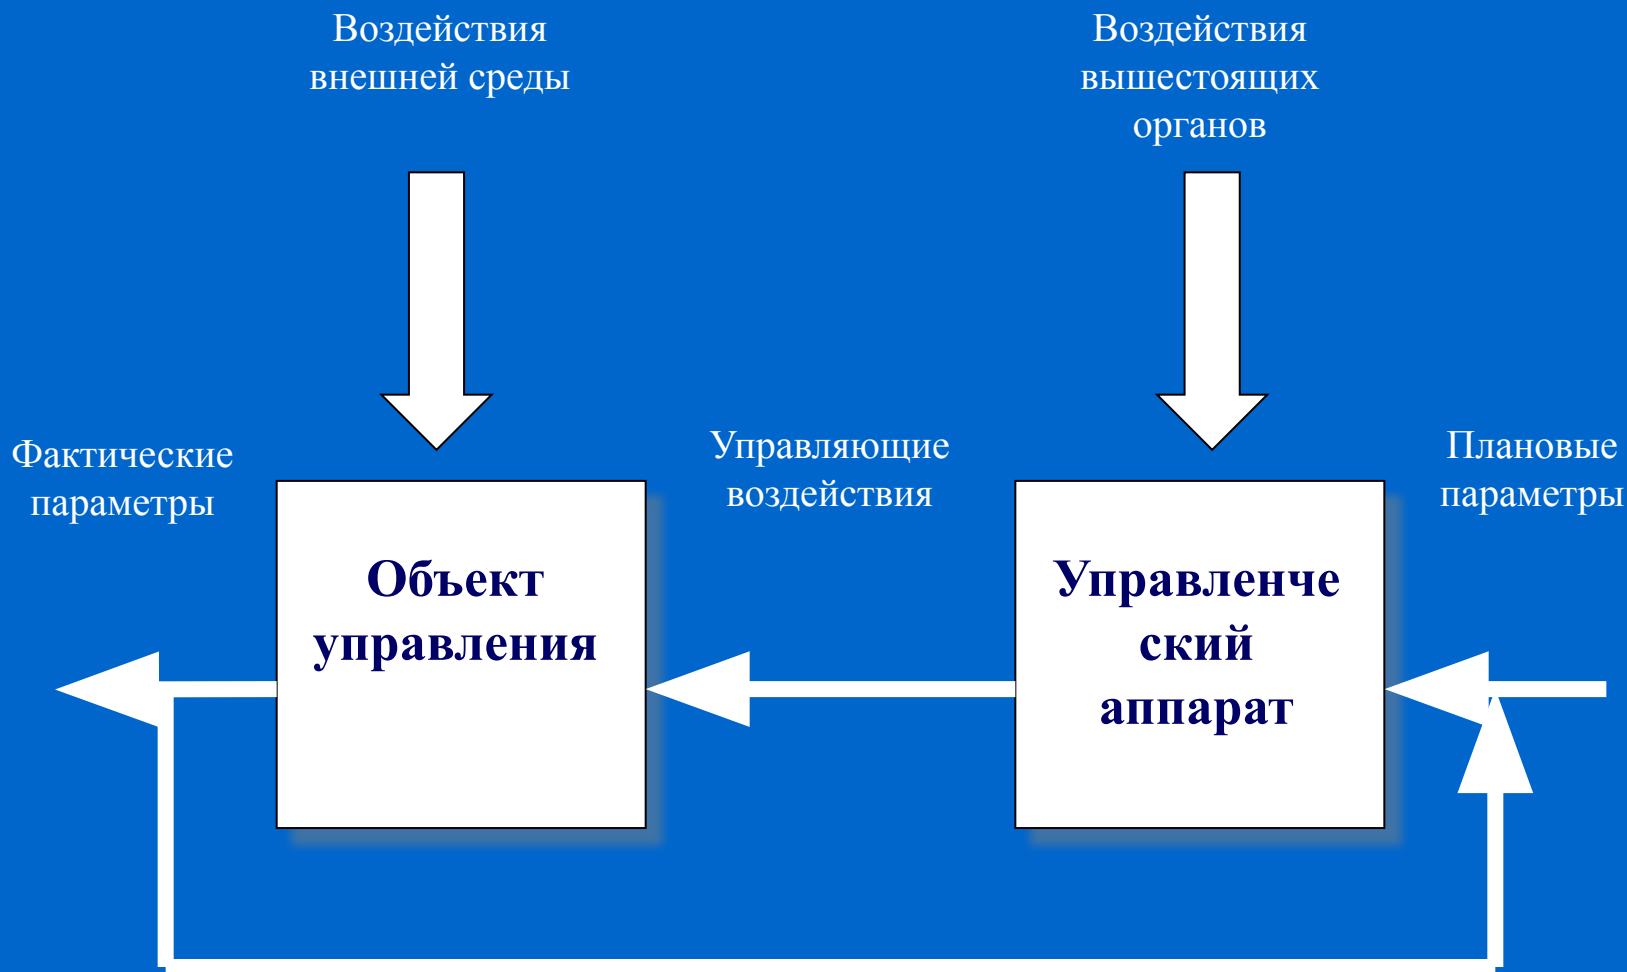 Воздействия
внешней среды
Воздействия
вышестоящих
органов
Фактические
параметры
Управляющие
воздействия
Плановые
параметры
Объект
управления
Управленче
ский
аппарат